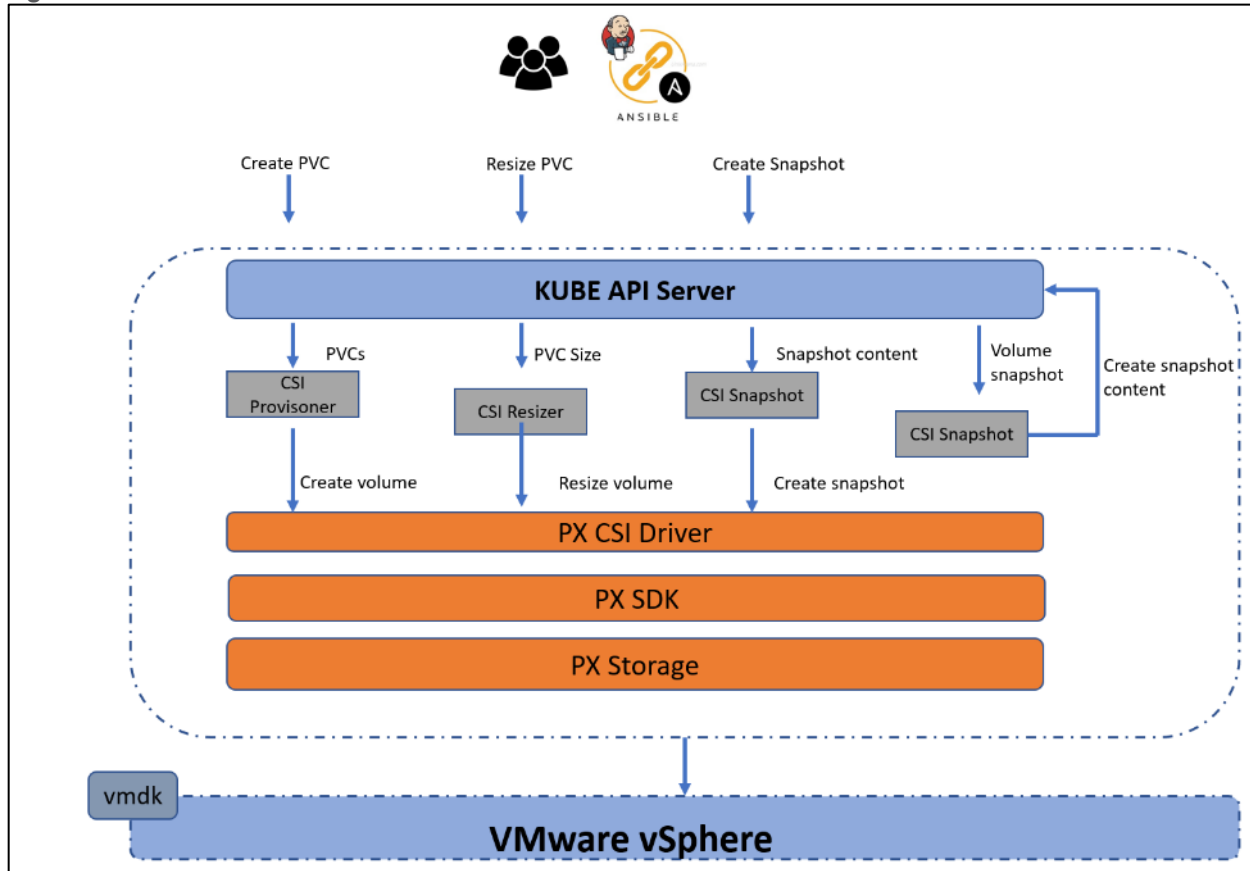 ANSIBLE
Create PVC
Resize PVC
Create Snapshot
KUBE API Server
PVCs
PVC Size
Snapshot content
Volume
snapshot
Create snapshot
content
CSI
Provisoner
CSI Resizer
CSI Snapshot
CSI Snapshot
Create volume
Resize volume
Create snapshot
PX CSI Driver
PX SDK
PX Storage
vmdk
VMware vSphere